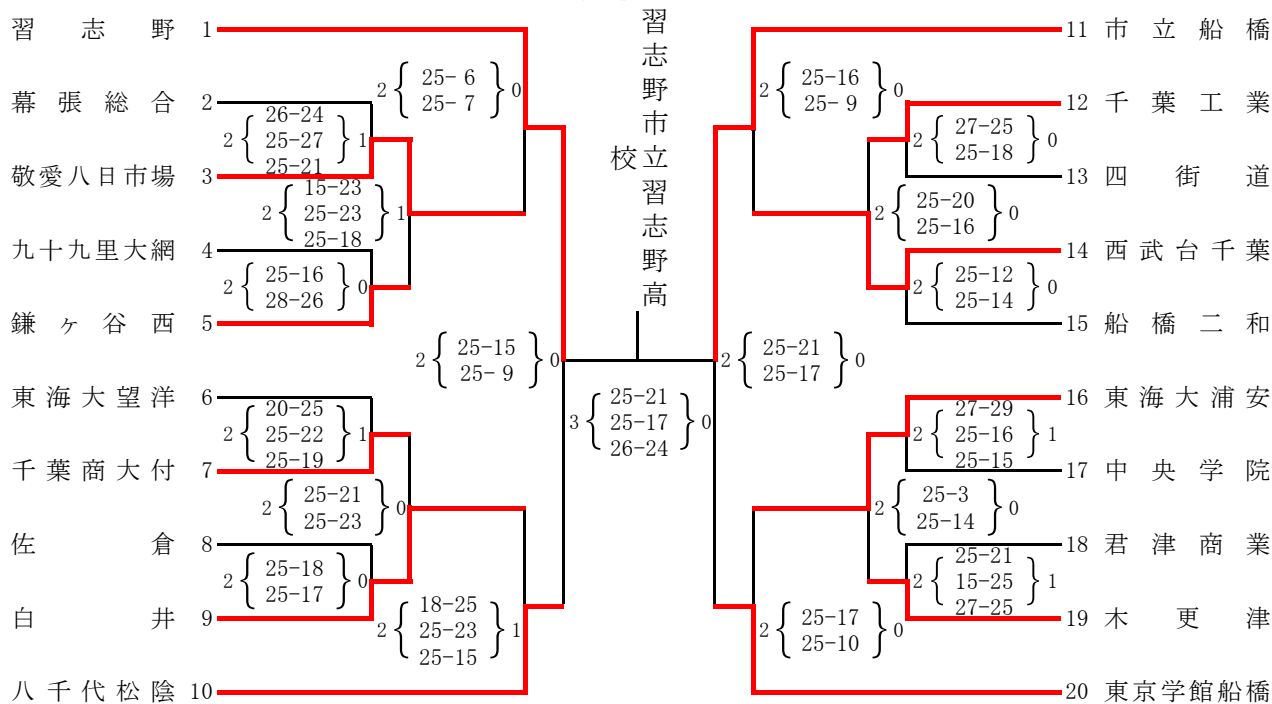 習志野市立習志野高校
習志野 1
幕張総合 2
敬愛八日市場 3
九十九里大網 4
鎌ヶ谷西 5
東海大望洋 6
千葉商大付 7
佐倉 8
白井 9
八千代松陰 10
2 { 25- 6 } 0
25- 7
2 { 26-24 } 1
25-27
25-21
2 { 15-23 } 1
25-23
25-18
2 { 25-16 } 0
28-26
2 { 25-15 } 0
25- 9
2 { 20-25 } 1
25-22
25-19
2 { 25-21 } 0
25-23
2 { 25-18 } 0
25-17
2 { 18-25 } 1
25-23
25-15
3 { 25-21 } 0
25-17
26-24
2 { 25-16 } 0
25- 9
2 { 27-25 } 0
25-18
2 { 25-20 } 0
25-16
2 { 25-12 } 0
25-14
2 { 25-21 } 0
25-17
2 { 27-29 } 1
25-16
25-15
2 { 25-3 } 0
25-14
2 { 25-21 } 1
15-25
27-25
2 { 25-17 } 0
25-10
11 市立船橋
12 千葉工業
13 四街道
14 西武台千葉
15 船橋二和
16 東海大浦安
17 中央学院
18 君津商業
19 木更津
20 東京学館船橋